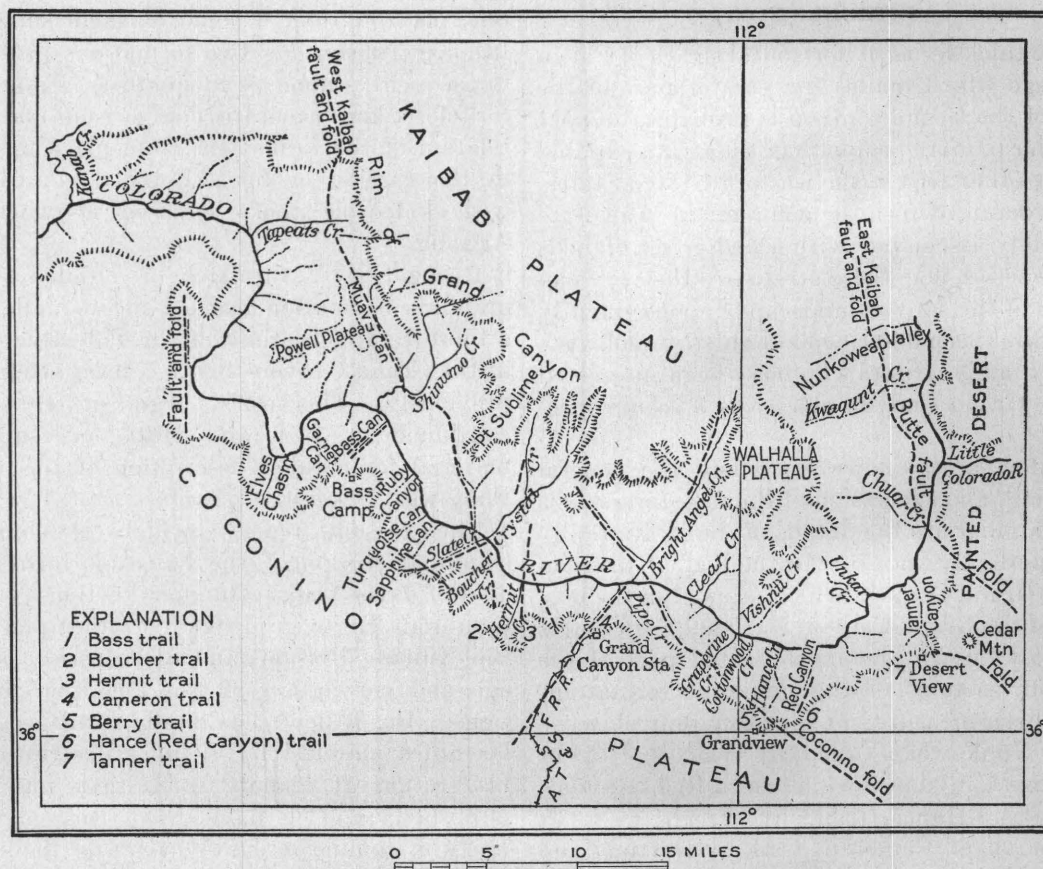 112°
West Kaibab
fault and fold
KAIBAB
PLATEAU
Kanab Cr
COLORADO
Tapeats Cr
Rim of Grand Canyon
Muav Can
Powell Plateau
Shinumo Cr
Fault and fold
East Kaibab
fault and fold
Nunkoweap Valley
Kwagunt Cr
Butte Fault
DESERT
Little
Colorado R
Pt Sublime
WALHALLA
PLATEAU
Chuar Cr
PAINTED
Elves
Chasm
Garnet
Can
Bass Can
Bass
Camp
Ruby
Canyon
Turquoise Can
Sapphire Can
Slate Cr
Boucher
Cr
Crystal Cr
RIVER
Bright Angel Cr
Clear Cr
Vishnu Cr
Unkar
Cr
COCONINO
2
Hermit
Cr
3
4
Pipe Cr
Grand
Canyon Sta.
Grapevine
Cr
Cottonwood
Cr
Hance Cr
Red Canyon
Tanner
Canyon
Fold
Cedar
Mtn
7
Desert
View
Fold
5
6
Grandview
Coconino fold
A T & S F R R
PLATEAU
EXPLANATION
1 Bass trail
2 Boucher trail
3 Hermit trail
4 Cameron trail
5 Berry trail
6 Hance (Red Canyon) trail
7 Tanner trail
36°
36°
112°
0 5 10 15 MILES